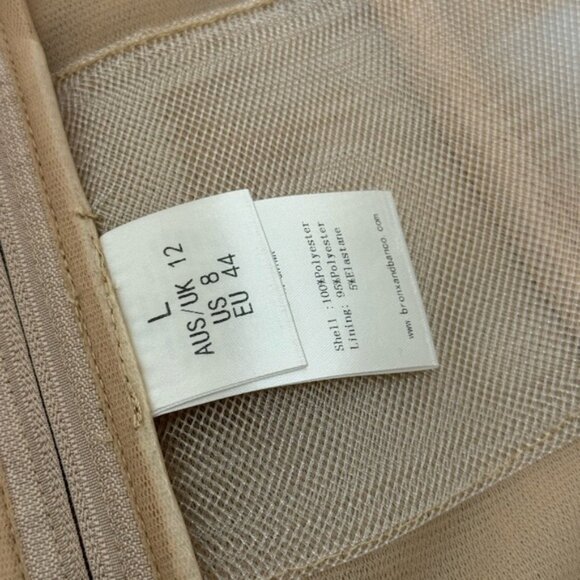 L
AUS/UK 12
US 8
EU 44
Shell :100%Polyester
Lining: 95%Polyester
5%Elastane
www.bronxandbanco.com